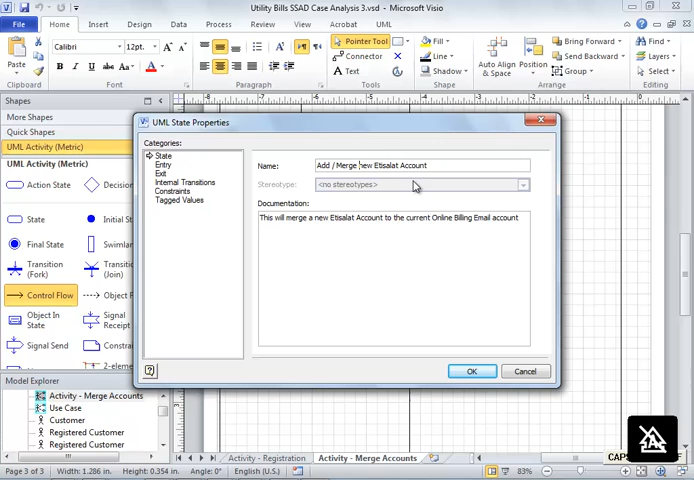 Utility Bills SSAD Case Analysis 3.vsd - Microsoft Visio
File Home Insert Design Data Process Review View Acrobat UML
Calibri 12pt. Pointer Tool Fill Bring Forward Find
Paste Connector Line Auto Align & Space Position Send Backward Layers
B I U Text Shadow Group Select
Clipboard Font Paragraph Tools Shape Arrange Editing
Shapes
More Shapes
Quick Shapes
UML Activity (Metric)
UML Activity (Metric)
Action State
State Initial
Final State
Transition (Fork) Transition (Join)
Control Flow
Object In State Signal Receipt
Signal Send
2-elem
Model Explorer
Activity - Merge Accounts
Use Case
Customer
Registered Customer
Registered Customer
UML State Properties
Categories:
State
Entry
Exit
Internal Transitions
Constraints
Tagged Values
Name: Add / Merge new Etisalat Account
Stereotype: <no stereotypes>
Documentation:
This will merge a new Etisalat Account to the current Online Billing Email account
OK Cancel
Activity - Registration Activity - Merge Accounts
Page 3 of 3 Width: 1.286 in. Height: 0.354 in. Angle: 0° English (U.S.) 83%